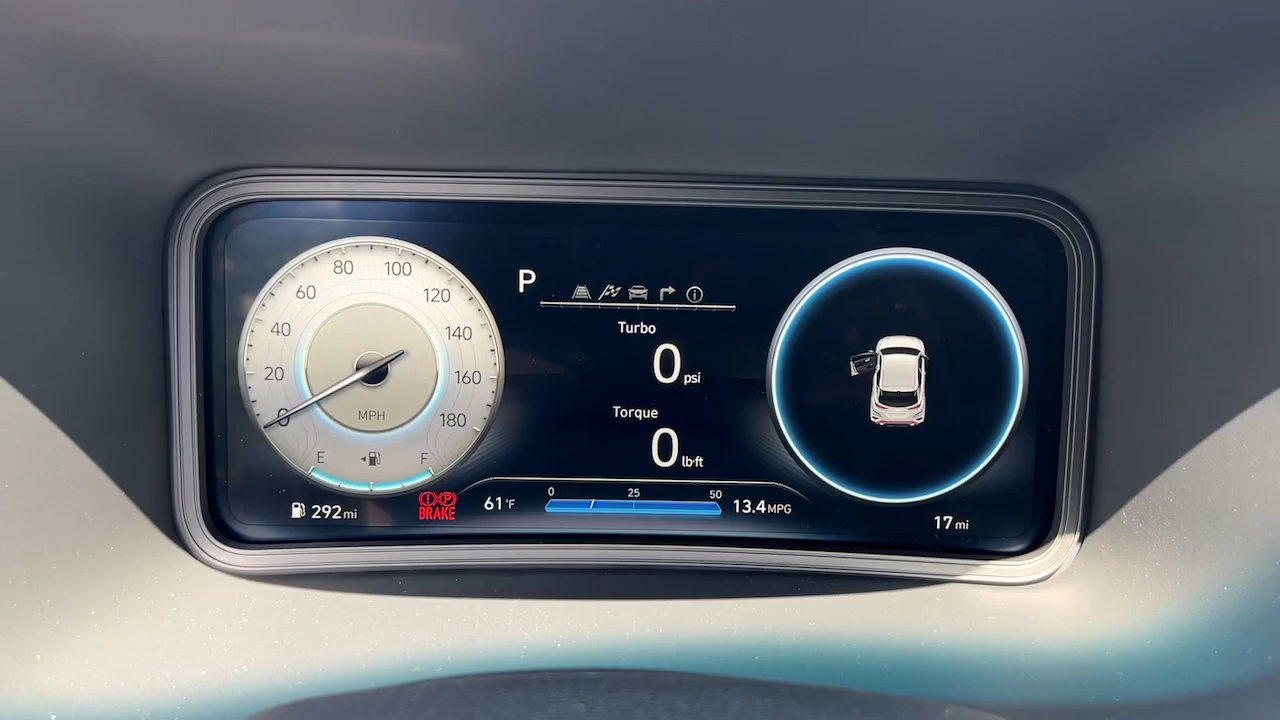 80 100
60 120
40 140
20 160
0 180
MPH
E F
P
Turbo
0 psi
Torque
0 lb·ft
292 mi
BRAKE
61 °F
0 25 50
13.4 MPG
17 mi